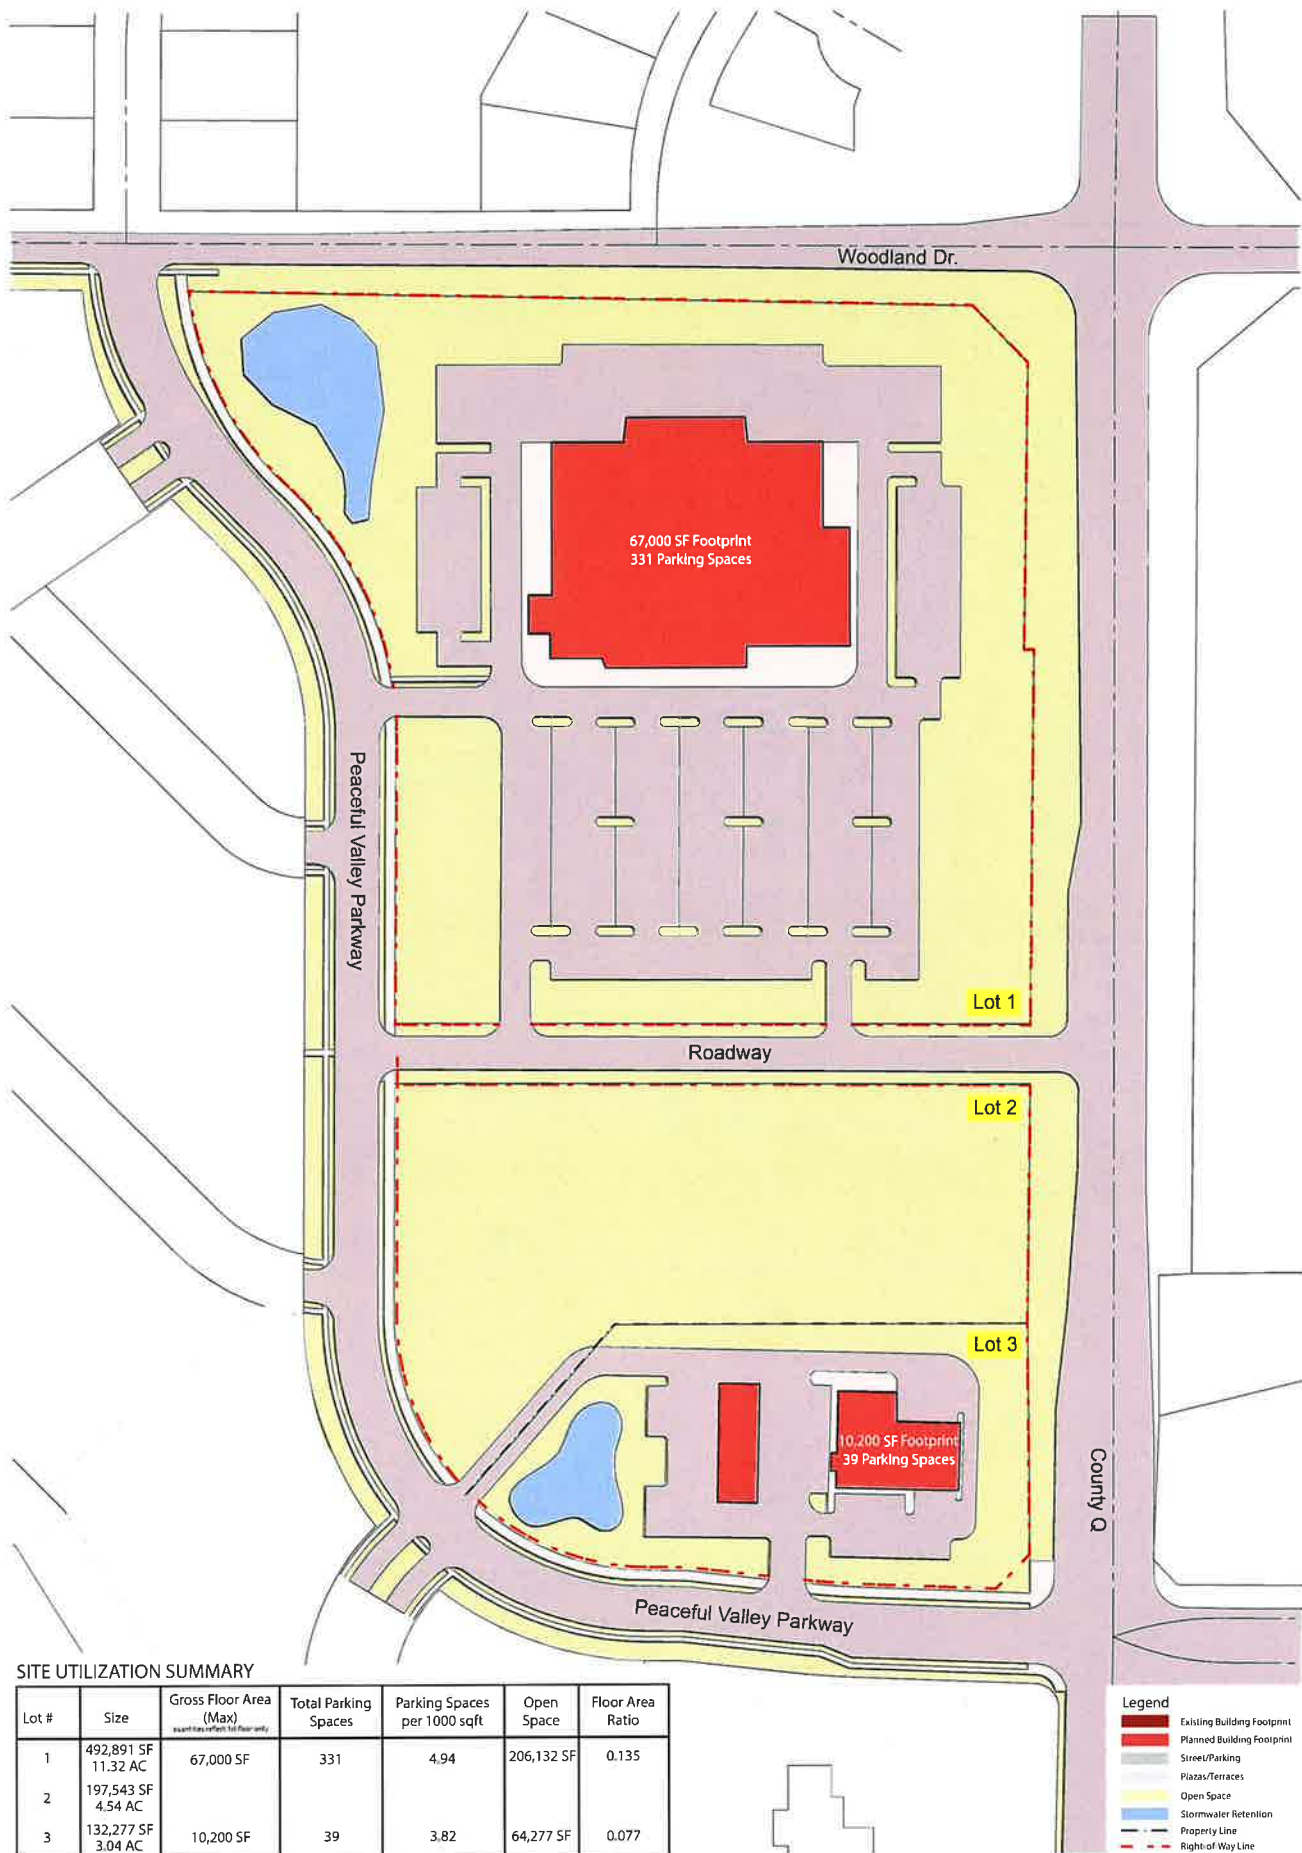 Woodland Dr.
67,000 SF Footprint
331 Parking Spaces
Peaceful Valley Parkway
Lot 1
Roadway
Lot 2
Lot 3
10,200 SF Footprint
39 Parking Spaces
County Q
Peaceful Valley Parkway
SITE UTILIZATION SUMMARY
Lot # Size Gross Floor Area (Max) quantities reflect 1st floor only Total Parking Spaces Parking Spaces per 1000 sqft Open Space Floor Area Ratio
1 492,891 SF 11.32 AC 67,000 SF 331 4.94 206,132 SF 0.135
2 197,543 SF 4.54 AC
3 132,277 SF 3.04 AC 10,200 SF 39 3.82 64,277 SF 0.077
Legend
Existing Building Footprint
Planned Building Footprint
Street/Parking
Plazas/Terraces
Open Space
Stormwater Retention
Property Line
Right-of-Way Line